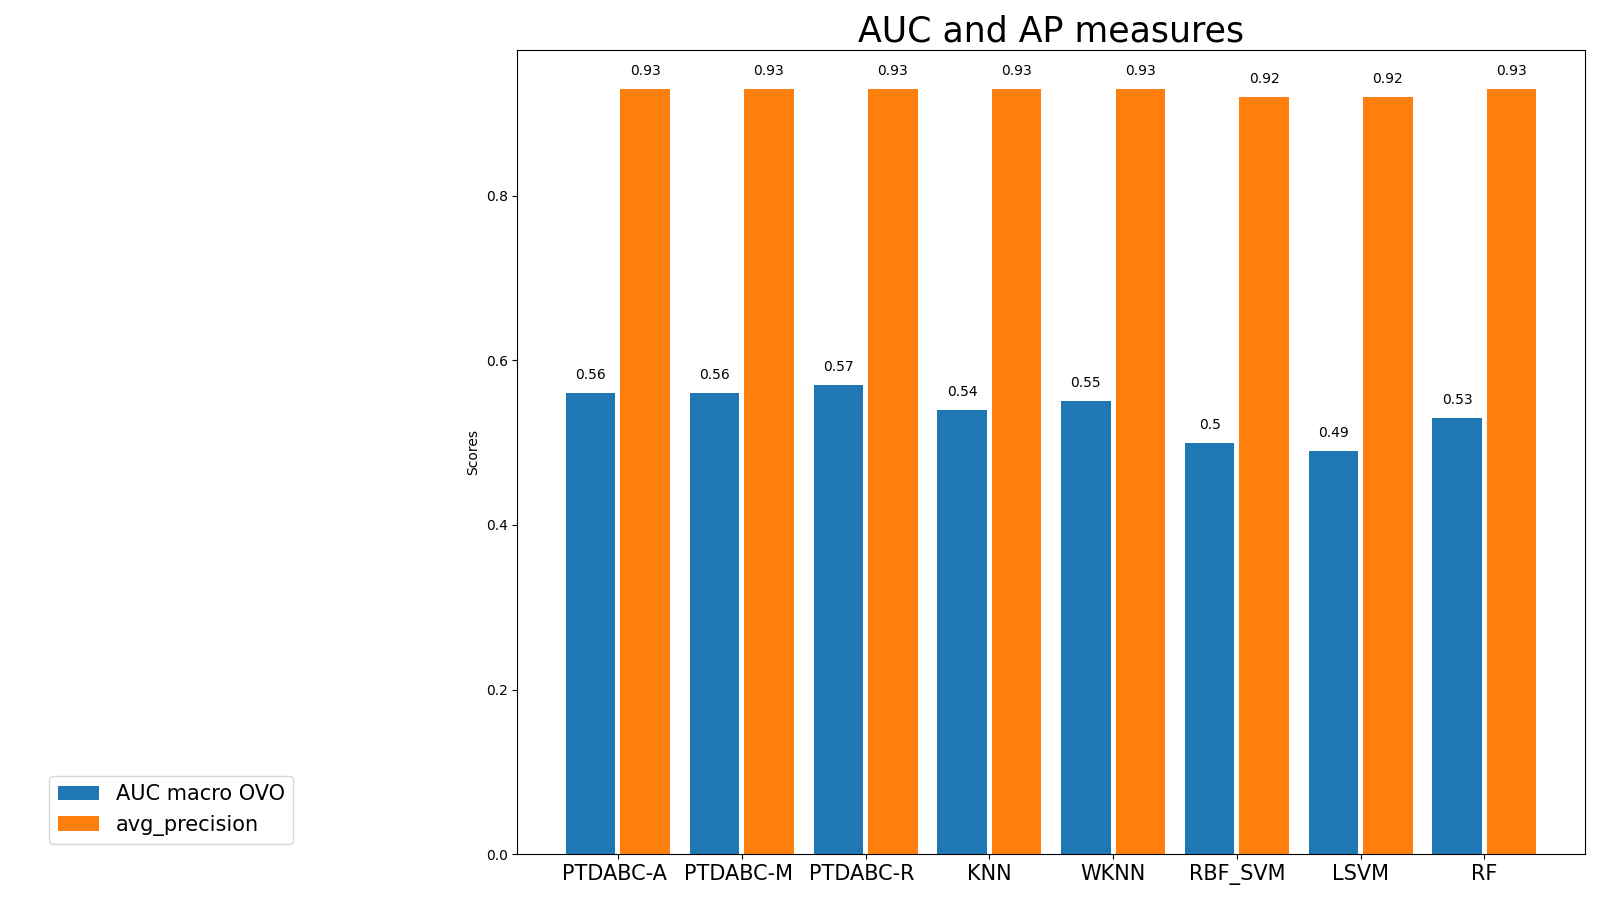 AUC and AP measures
0.93 0.93 0.93 0.93 0.93 0.92 0.92 0.93
0.8
0.6
0.56 0.56 0.57 0.54 0.55 0.5 0.49 0.53
Scores
0.4
0.2
0.0
PTDABC-A PTDABC-M PTDABC-R KNN WKNN RBF_SVM LSVM RF
AUC macro OVO
avg_precision